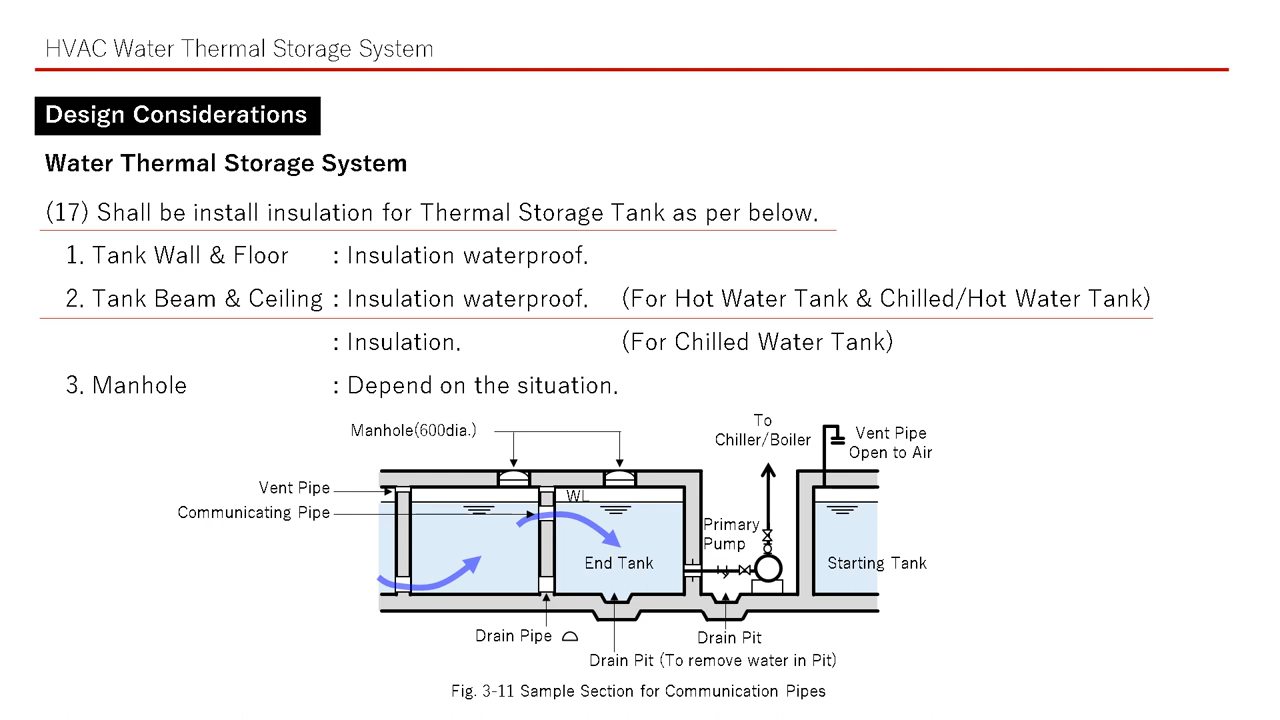 HVAC Water Thermal Storage System
Design Considerations
Water Thermal Storage System
(17) Shall be install insulation for Thermal Storage Tank as per below.
1. Tank Wall & Floor : Insulation waterproof.
2. Tank Beam & Ceiling : Insulation waterproof. (For Hot Water Tank & Chilled/Hot Water Tank)
: Insulation. (For Chilled Water Tank)
3. Manhole : Depend on the situation.
Manhole(600dia.)
To
Chiller/Boiler
Vent Pipe
Open to Air
Vent Pipe
WL
Communicating Pipe
Primary
Pump
End Tank
Starting Tank
Drain Pipe
Drain Pit
Drain Pit (To remove water in Pit)
Fig. 3-11 Sample Section for Communication Pipes